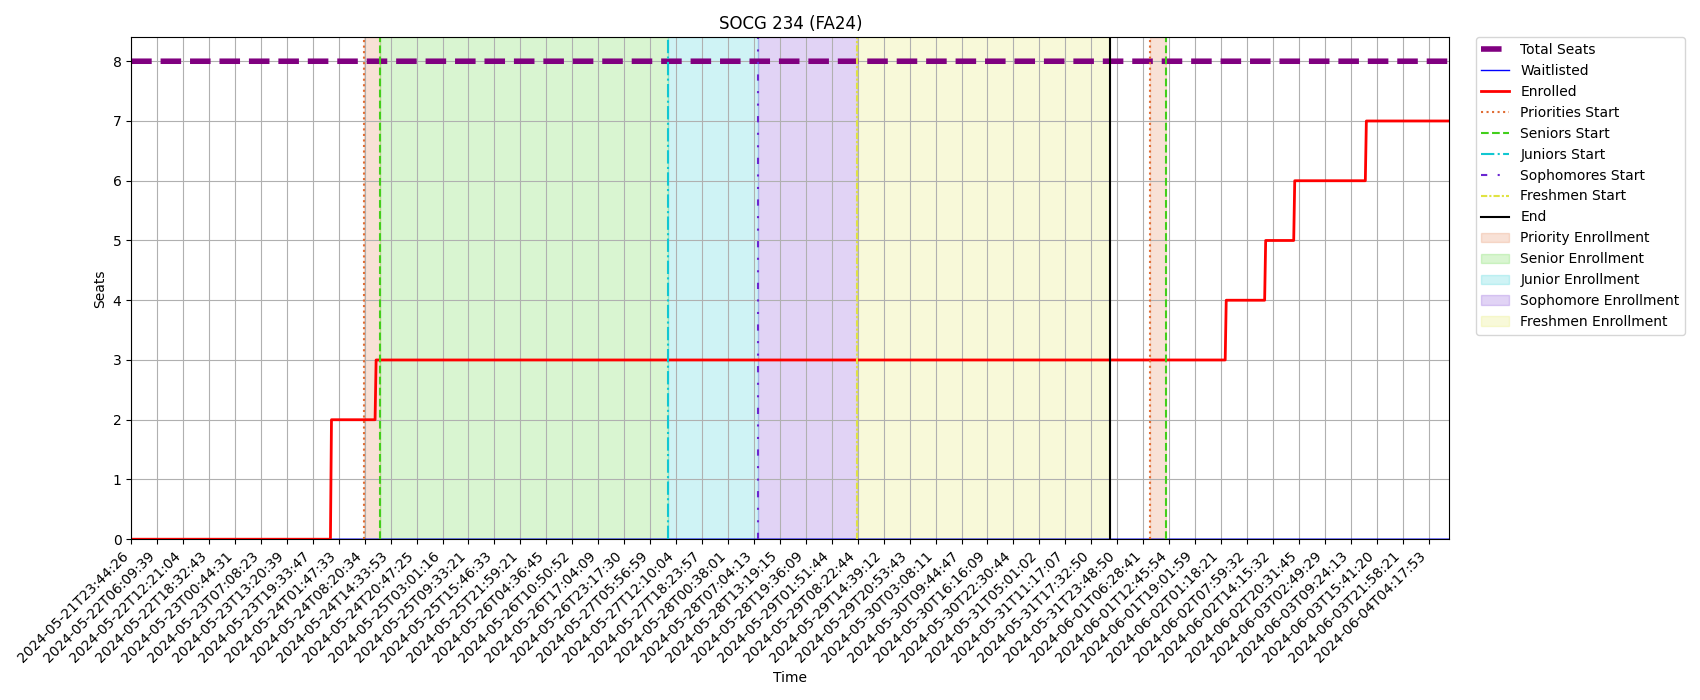 SOCG 234 (FA24)
Total Seats
Waitlisted
Enrolled
Priorities Start
Seniors Start
Juniors Start
Sophomores Start
Freshmen Start
End
Priority Enrollment
Senior Enrollment
Junior Enrollment
Sophomore Enrollment
Freshmen Enrollment
Seats
8
7
6
5
4
3
2
1
0
2024-05-21T23:44:26
2024-05-22T06:09:39
2024-05-22T12:21:04
2024-05-22T18:32:43
2024-05-23T00:44:31
2024-05-23T07:08:23
2024-05-23T13:20:39
2024-05-23T19:33:47
2024-05-24T01:47:33
2024-05-24T08:20:34
2024-05-24T14:33:53
2024-05-24T20:47:25
2024-05-25T03:01:16
2024-05-25T09:33:21
2024-05-25T15:46:33
2024-05-25T21:59:21
2024-05-26T04:36:45
2024-05-26T10:50:52
2024-05-26T17:04:09
2024-05-26T23:17:30
2024-05-27T05:56:59
2024-05-27T12:10:04
2024-05-27T18:23:57
2024-05-28T00:38:01
2024-05-28T07:04:13
2024-05-28T13:19:15
2024-05-28T19:36:09
2024-05-29T01:51:44
2024-05-29T08:22:44
2024-05-29T14:39:12
2024-05-29T20:53:43
2024-05-30T03:08:11
2024-05-30T09:44:47
2024-05-30T16:16:09
2024-05-30T22:30:44
2024-05-31T05:01:02
2024-05-31T11:17:07
2024-05-31T17:32:50
2024-05-31T23:48:50
2024-06-01T06:28:41
2024-06-01T12:45:54
2024-06-01T19:01:59
2024-06-02T01:18:21
2024-06-02T07:59:32
2024-06-02T14:15:32
2024-06-02T20:31:45
2024-06-03T02:49:29
2024-06-03T09:24:13
2024-06-03T15:41:20
2024-06-03T21:58:21
2024-06-04T04:17:53
Time